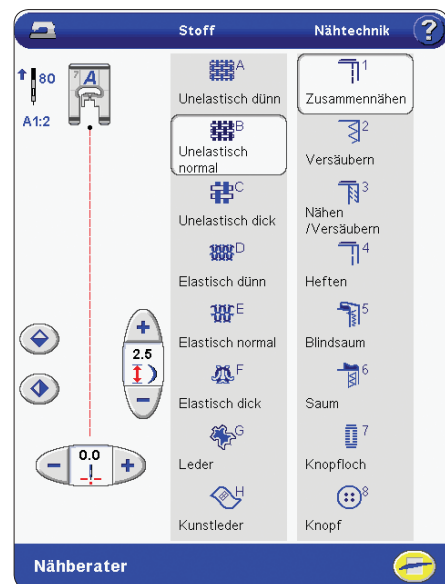 Stoff Nähtechnik ?
80
7 A
A1:2
A
Unelastisch dünn
B
Unelastisch
normal
C
Unelastisch dick
D
Elastisch dünn
E
Elastisch normal
F
Elastisch dick
G
Leder
H
Kunstleder
1
Zusammennähen
2
Versäubern
3
Nähen
/Versäubern
4
Heften
5
Blindsaum
6
Saum
7
Knopfloch
8
Knopf
+
2.5
−
− 0.0 +
Nähberater